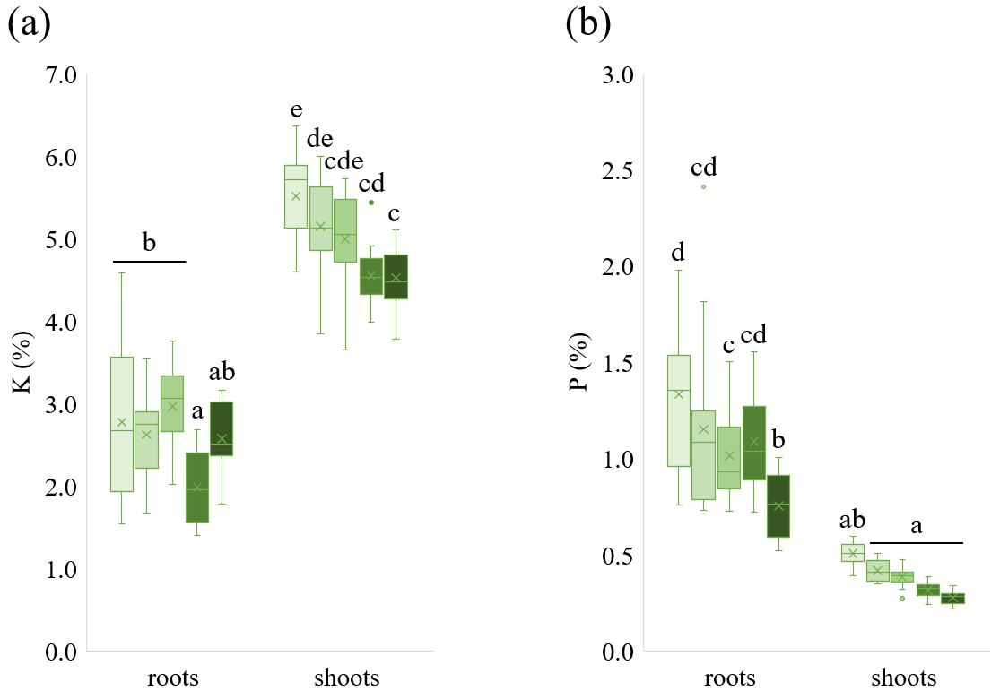 (a)
K (%)
7.0
6.0
5.0
4.0
3.0
2.0
1.0
0.0
b
a
ab
e
de
cde
cd
c
roots
shoots
(b)
P (%)
3.0
2.5
2.0
1.5
1.0
0.5
0.0
d
cd
c
cd
b
ab
a
roots
shoots